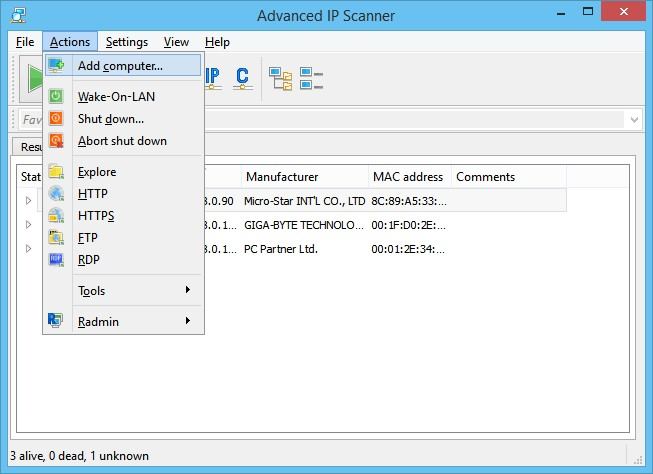 Advanced IP Scanner
File Actions Settings View Help
Add computer...
IP C
Wake-On-LAN
Fav
Shut down...
Abort shut down
Resu
Explore
Stat Manufacturer MAC address Comments
HTTP
3.0.90 Micro-Star INT'L CO., LTD 8C:89:A5:33:...
HTTPS
3.0.1... GIGA-BYTE TECHNOLO... 00:1F:D0:2E:...
FTP
3.0.1... PC Partner Ltd. 00:01:2E:34:...
RDP
Tools
Radmin
3 alive, 0 dead, 1 unknown